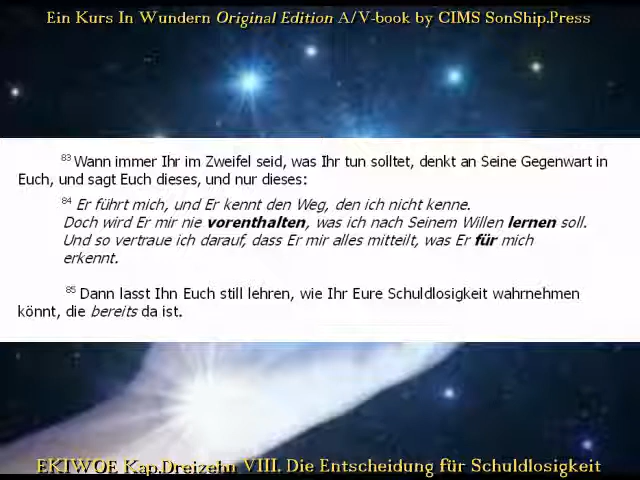 Ein Kurs In Wundern Original Edition A/V-book by CIMS SonShip.Press
83 Wann immer Ihr im Zweifel seid, was Ihr tun solltet, denkt an Seine Gegenwart in
Euch, und sagt Euch dieses, und nur dieses:
84 Er führt mich, und Er kennt den Weg, den ich nicht kenne.
Doch wird Er mir nie vorenthalten, was ich nach Seinem Willen lernen soll.
Und so vertraue ich darauf, dass Er mir alles mitteilt, was Er für mich
erkennt.
85 Dann lasst Ihn Euch still lehren, wie Ihr Eure Schuldlosigkeit wahrnehmen
könnt, die bereits da ist.
EKIWOE Kap.Dreizehn VIII. Die Entscheidung für Schuldlosigkeit